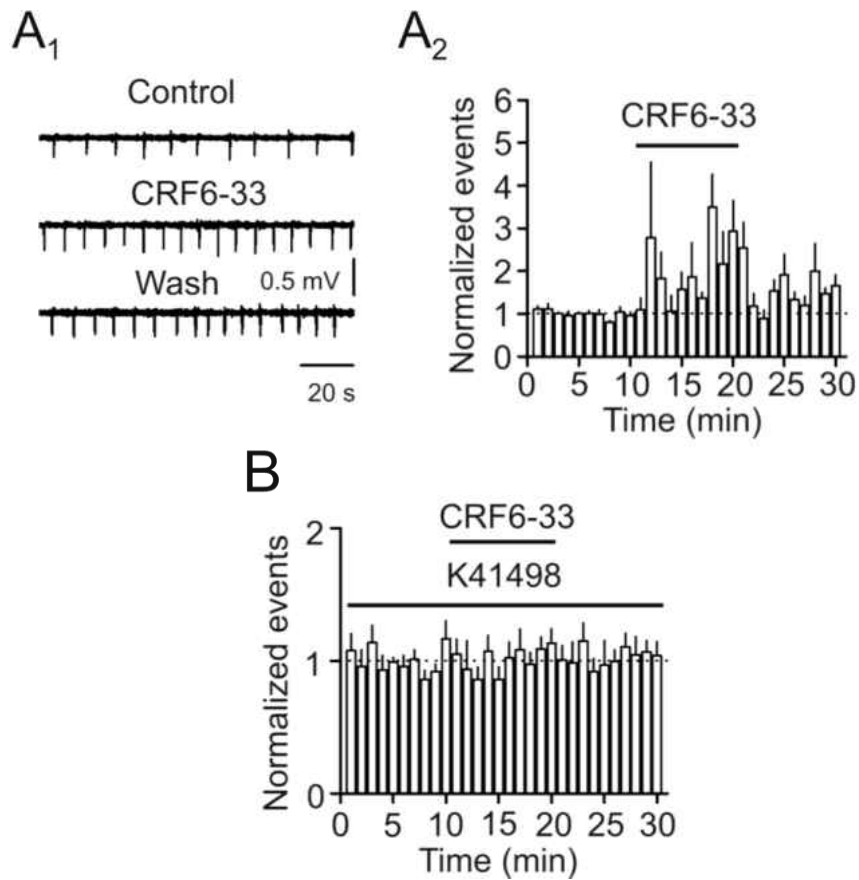 A1
Control
CRF6-33
Wash
0.5 mV
20 s
A2
CRF6-33
Normalized events
6
5
4
3
2
1
0
0 5 10 15 20 25 30
Time (min)
B
CRF6-33
K41498
Normalized events
2
1
0
0 5 10 15 20 25 30
Time (min)